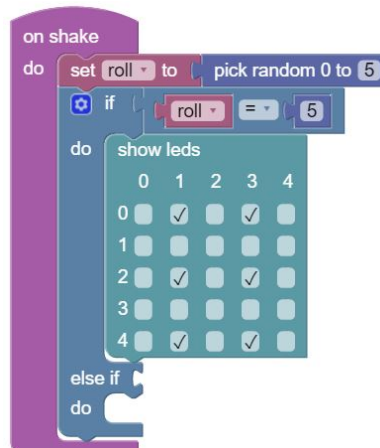 on shake
do set roll to pick random 0 to 5
if roll = 5
do show leds
0 1 2 3 4
0
1
2
3
4
else if
do